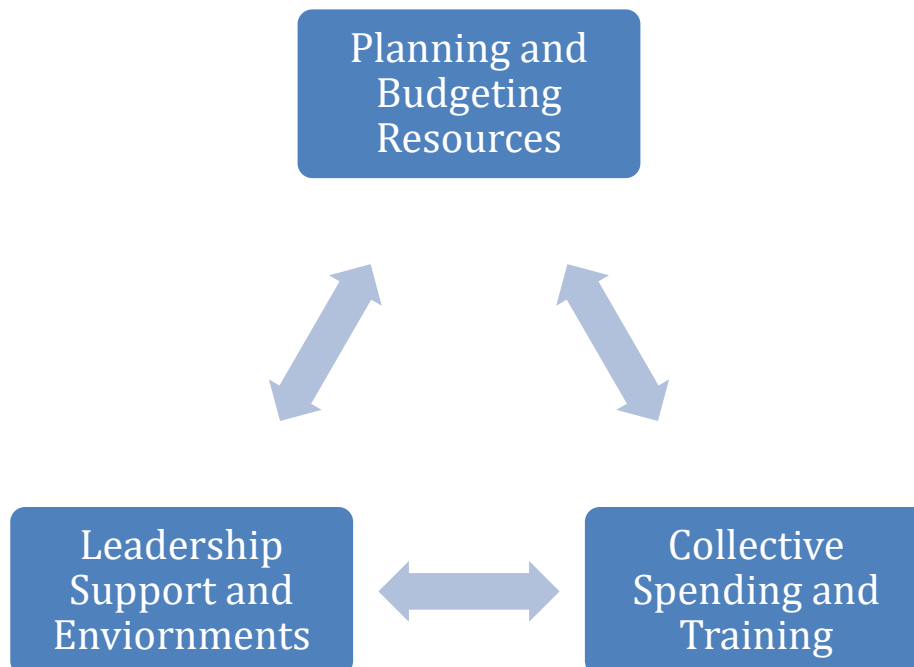 Planning and
Budgeting
Resources
Leadership
Support and
Enviornments
Collective
Spending and
Training